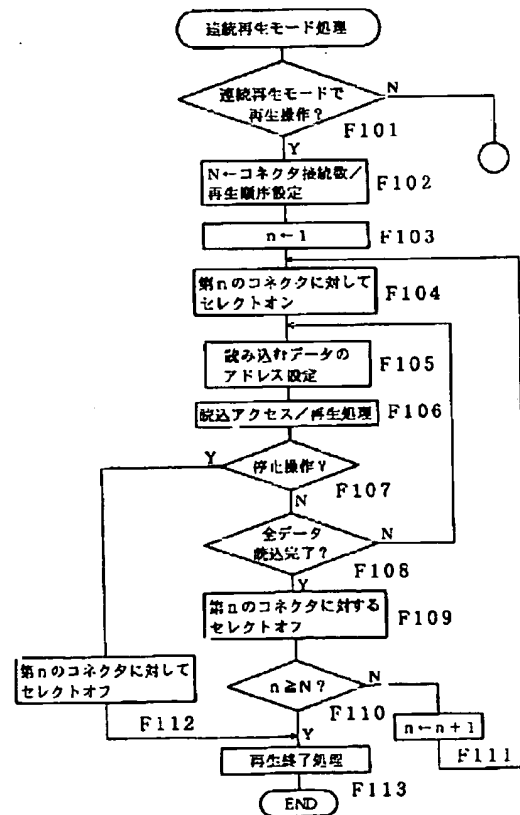 連続再生モード処理
連続再生モードで
再生操作?
N
F101
Y
N←コネクタ接続数/
再生順序設定
F102
n←1
F103
第nのコネクタに対して
セレクトオン
F104
読み込むデータの
アドレス設定
F105
読込アクセス/再生処理
F106
Y
停止操作?
F107
N
全データ
読込完了?
N
F108
Y
第nのコネクタに対する
セレクトオフ
F109
第nのコネクタに対して
セレクトオフ
n≧N?
N
F112
F110
n←n+1
Y
F111
再生終了処理
F113
END